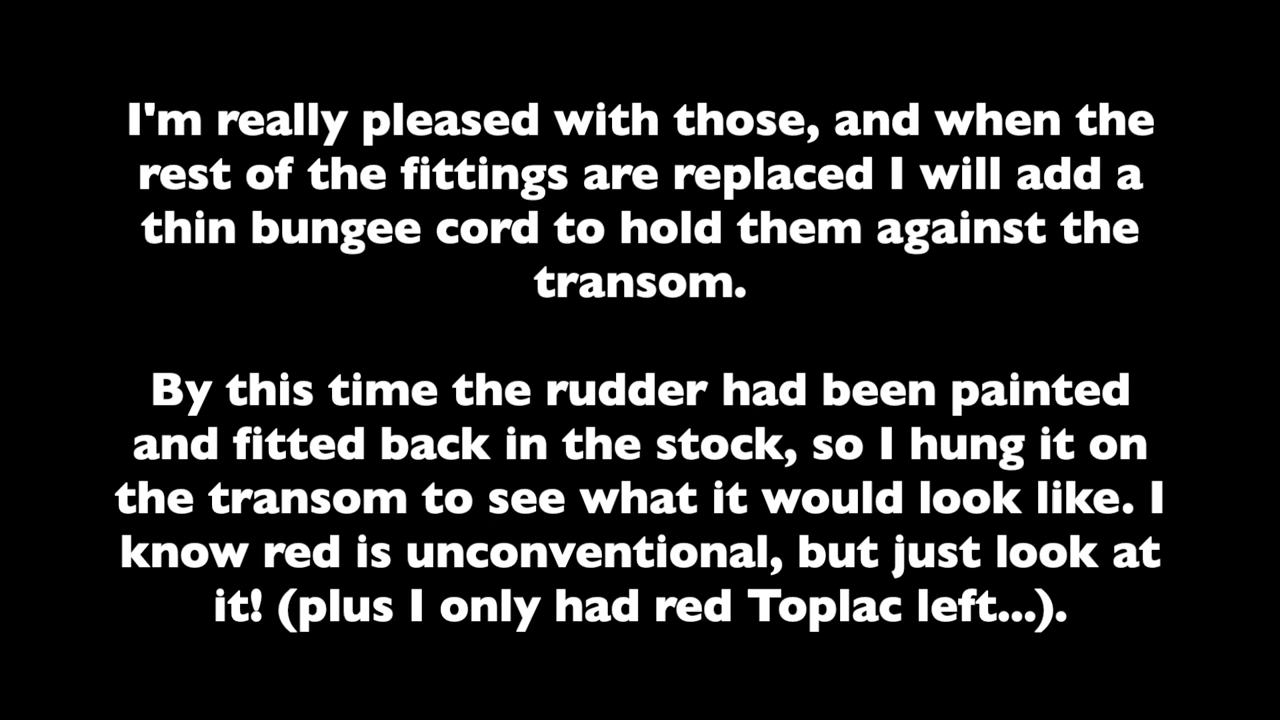 I'm really pleased with those, and when the
rest of the fittings are replaced I will add a
thin bungee cord to hold them against the
transom.
By this time the rudder had been painted
and fitted back in the stock, so I hung it on
the transom to see what it would look like. I
know red is unconventional, but just look at
it! (plus I only had red Toplac left...).